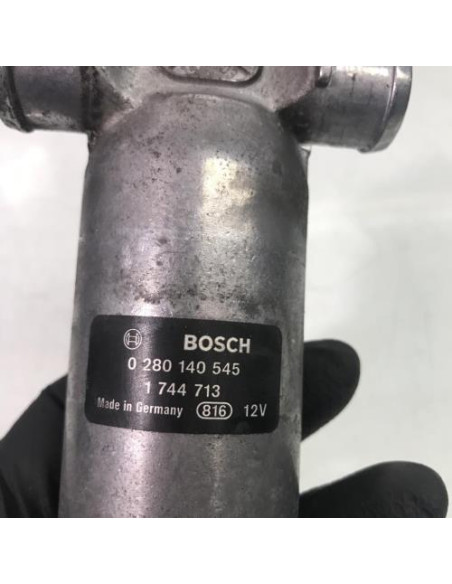 BOSCH
0 280 140 545
1 744 713
Made in Germany 816 12V